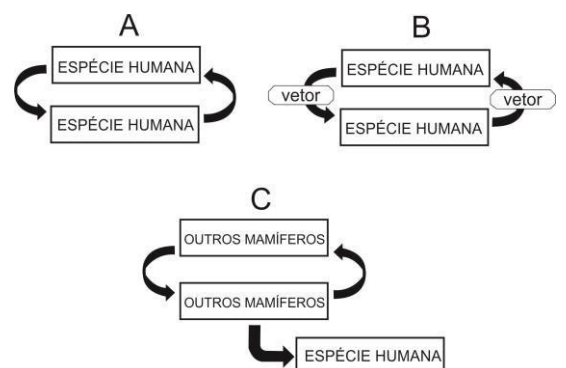 A
ESPÉCIE HUMANA
ESPÉCIE HUMANA
B
ESPÉCIE HUMANA
vetor
vetor
ESPÉCIE HUMANA
C
OUTROS MAMÍFEROS
OUTROS MAMÍFEROS
ESPÉCIE HUMANA